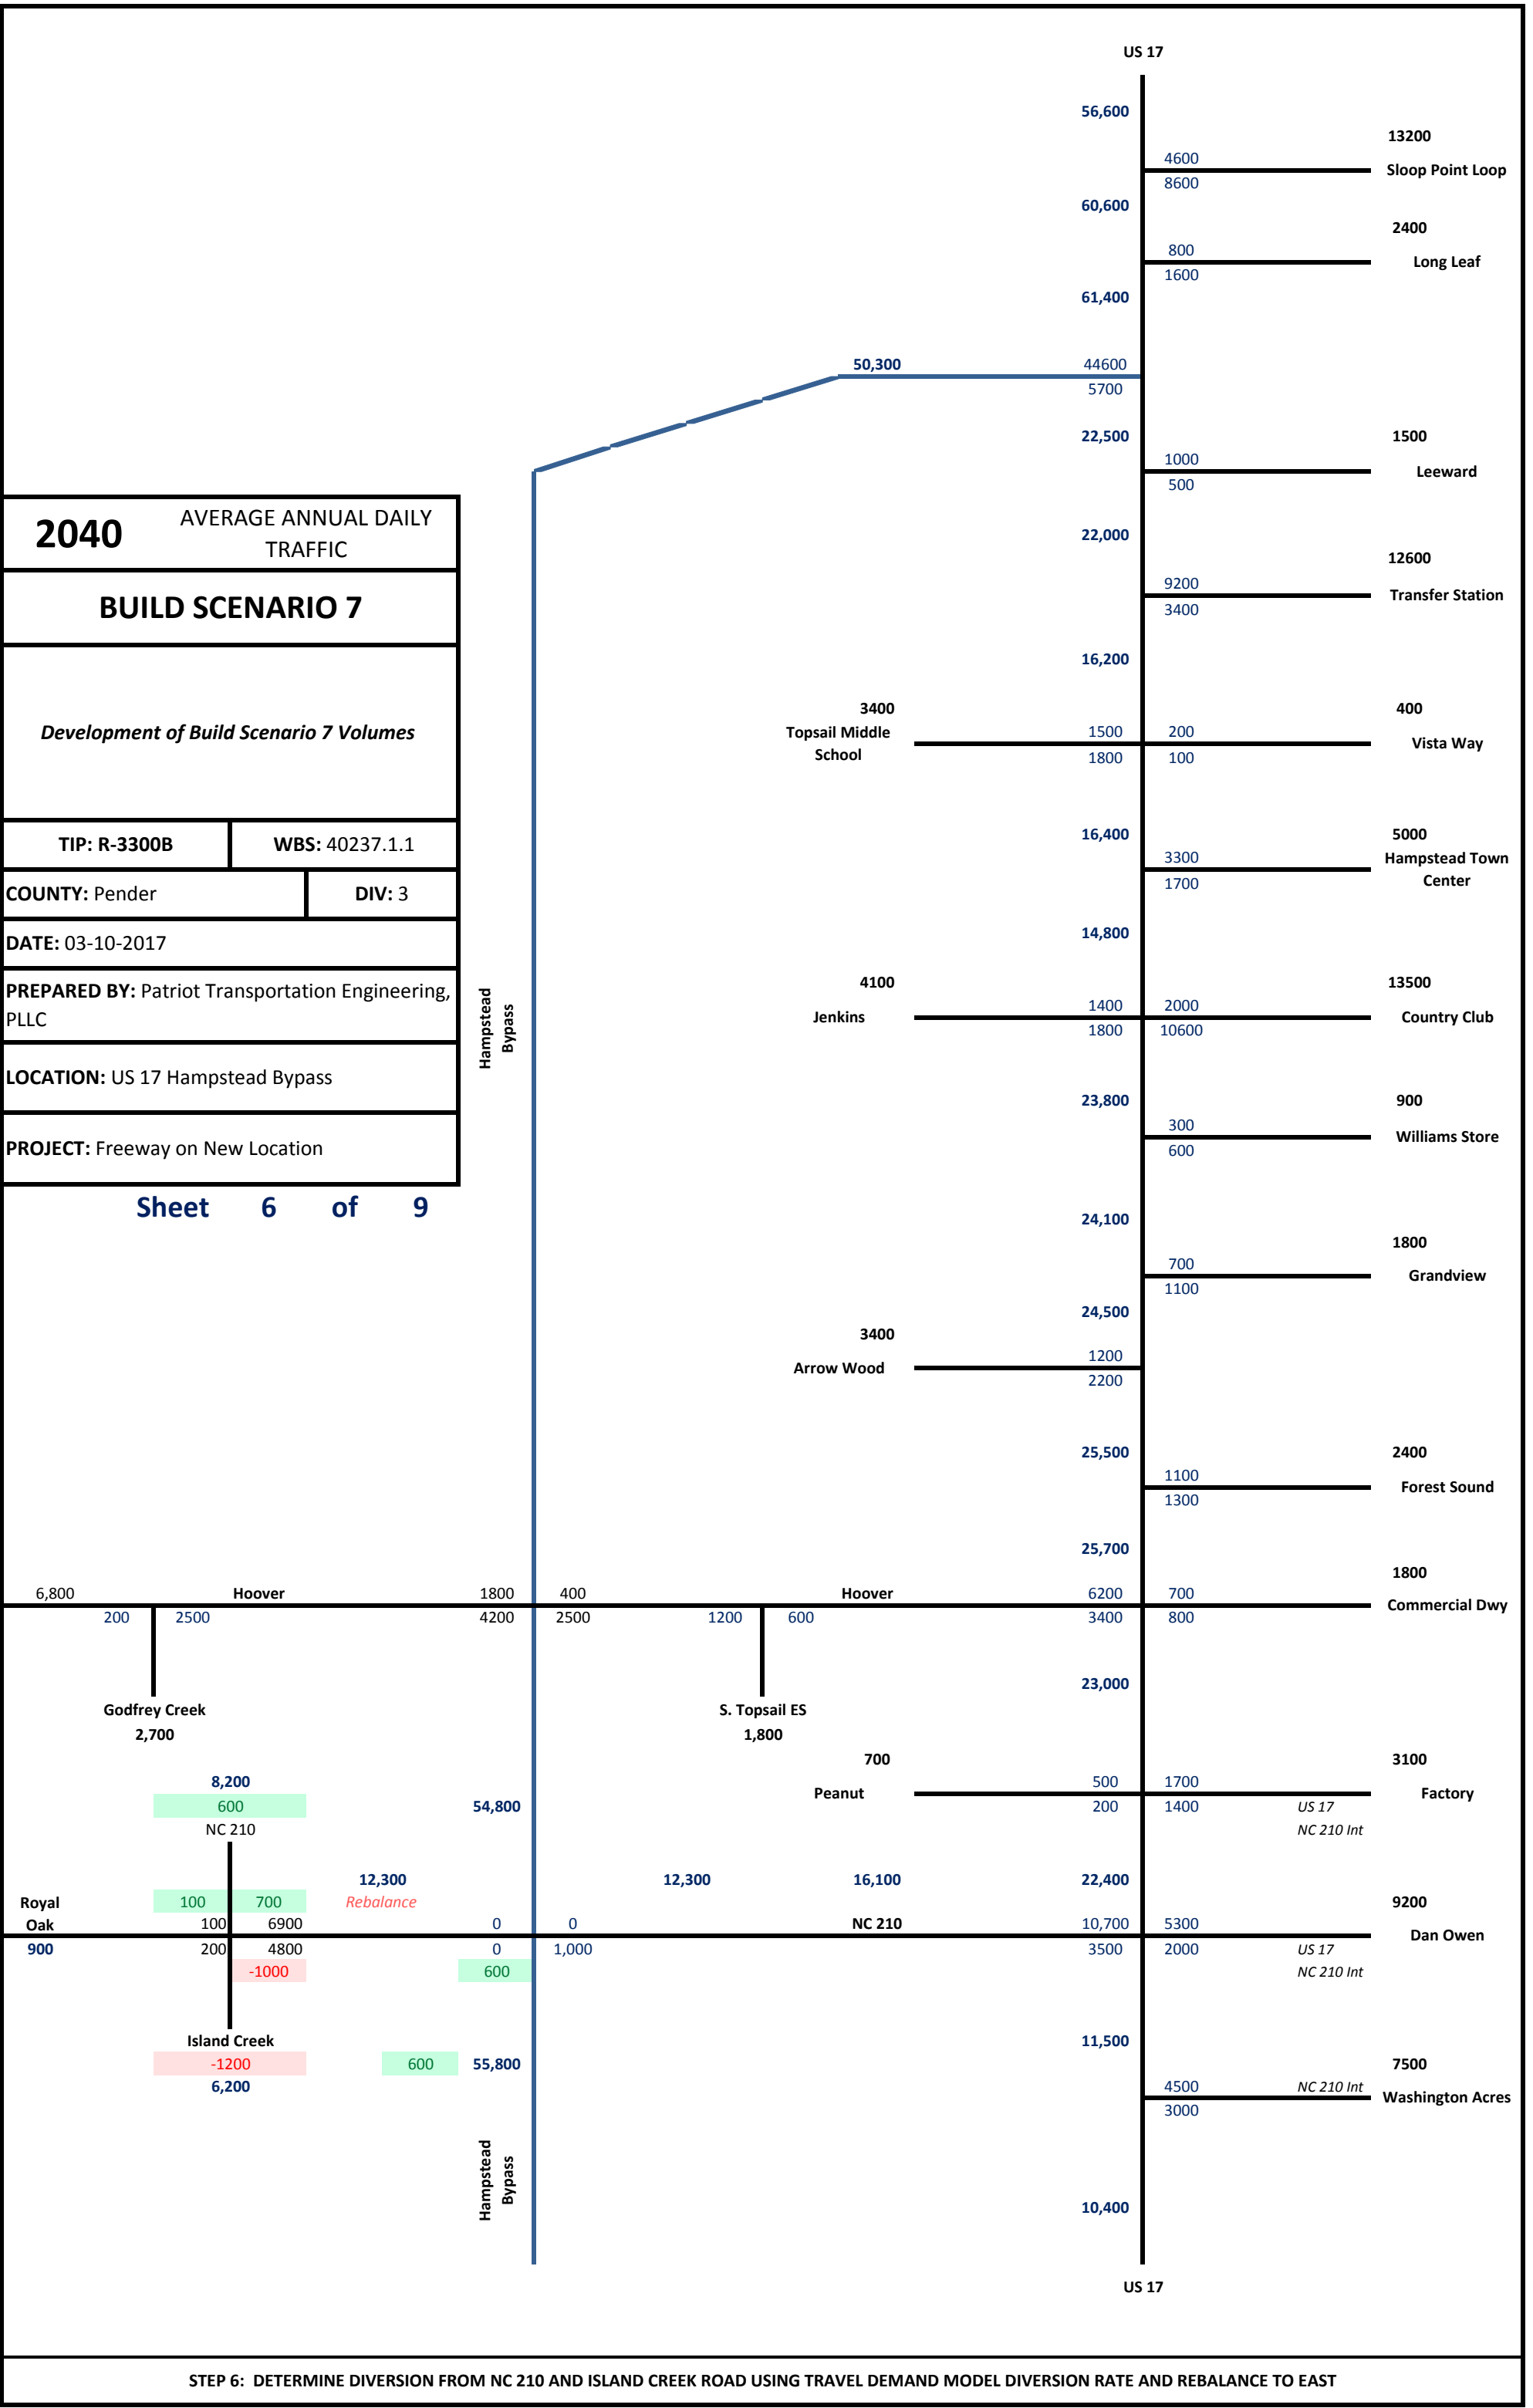 US 17
56,600
13200
4600
Sloop Point Loop
8600
60,600
2400
800
Long Leaf
1600
61,400
50,300 44600
5700
22,500 1500
1000
Leeward
500
22,000
12600
9200
Transfer Station
3400
16,200
3400 400
Topsail Middle 1500 200
Vista Way
School 1800 100
16,400 5000
3300 Hampstead Town
1700 Center
14,800
4100 13500
1400 2000
Jenkins Country Club
1800 10600
23,800 900
300
Williams Store
600
24,100
1800
700
Grandview
1100
24,500
3400
1200
Arrow Wood
2200
25,500 2400
1100
Forest Sound
1300
25,700
1800
6,800 Hoover 1800 400 Hoover 6200 700
Commercial Dwy
200 2500 4200 2500 1200 600 3400 800
23,000
Godfrey Creek S. Topsail ES
2,700 1,800
700 3100
8,200 500 1700
Peanut Factory
600 54,800 200 1400 US 17
NC 210 NC 210 Int
12,300 12,300 16,100 22,400
Royal 100 700 Rebalance 9200
Oak 100 6900 0 0 NC 210 10,700 5300
Dan Owen
900 200 4800 0 1,000 3500 2000 US 17
-1000 600 NC 210 Int
Island Creek 11,500
-1200 600 55,800 7500
6,200 4500 NC 210 Int
Washington Acres
3000
10,400
US 17
Hampstead
Bypass
Hampstead
Bypass
2040 AVERAGE ANNUAL DAILY
TRAFFIC
BUILD SCENARIO 7
Development of Build Scenario 7 Volumes
TIP: R-3300B WBS: 40237.1.1
COUNTY: Pender DIV: 3
DATE: 03-10-2017
PREPARED BY: Patriot Transportation Engineering,
PLLC
LOCATION: US 17 Hampstead Bypass
PROJECT: Freeway on New Location
Sheet 6 of 9
STEP 6: DETERMINE DIVERSION FROM NC 210 AND ISLAND CREEK ROAD USING TRAVEL DEMAND MODEL DIVERSION RATE AND REBALANCE TO EAST